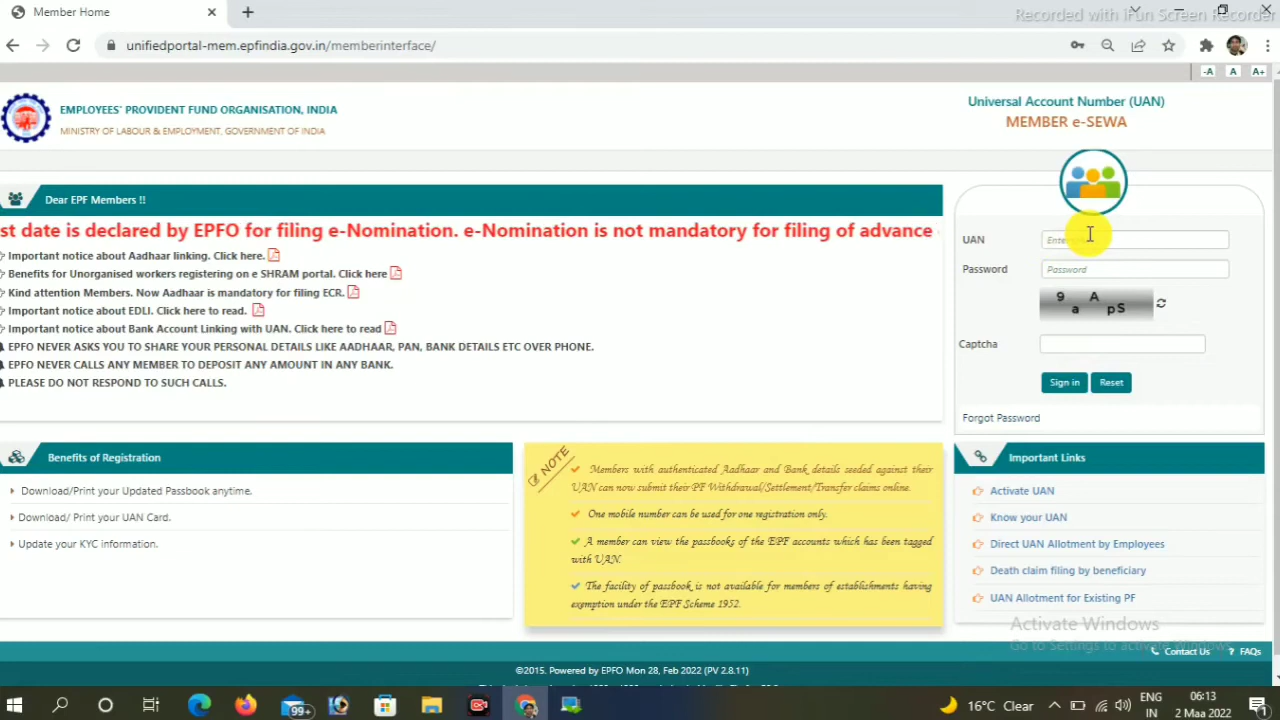 Recorded with iFun Screen Recorder
Member Home
unifiedportal-mem.epfindia.gov.in/memberinterface/
-A A A+
EMPLOYEES' PROVIDENT FUND ORGANISATION, INDIA
MINISTRY OF LABOUR & EMPLOYMENT, GOVERNMENT OF INDIA
Universal Account Number (UAN)
MEMBER e-SEWA
Dear EPF Members !!
st date is declared by EPFO for filing e-Nomination. e-Nomination is not mandatory for filing of advance
Important notice about Aadhaar linking. Click here.
Benefits for Unorganised workers registering on e SHRAM portal. Click here
Kind attention Members. Now Aadhaar is mandatory for filing ECR.
Important notice about EDLI. Click here to read.
Important notice about Bank Account Linking with UAN. Click here to read
EPFO NEVER ASKS YOU TO SHARE YOUR PERSONAL DETAILS LIKE AADHAAR, PAN, BANK DETAILS ETC OVER PHONE.
EPFO NEVER CALLS ANY MEMBER TO DEPOSIT ANY AMOUNT IN ANY BANK.
PLEASE DO NOT RESPOND TO SUCH CALLS.
UAN
Password Password
9 a A pS
Captcha
Sign in Reset
Forgot Password
Benefits of Registration
Download/Print your Updated Passbook anytime.
Download/ Print your UAN Card.
Update your KYC information.
NOTE
Members with authenticated Aadhaar and Bank details seeded against their
UAN can now submit their PF Withdrawal/Settlement/Transfer claims online.
One mobile number can be used for one registration only.
A member can view the passbooks of the EPF accounts which has been tagged
with UAN.
The facility of passbook is not available for members of establishments having
exemption under the EPF Scheme 1952.
Important Links
Activate UAN
Know your UAN
Direct UAN Allotment by Employees
Death claim filing by beneficiary
UAN Allotment for Existing PF
Activate Windows
Go to Settings to activate Windows.
Contact Us FAQs
©2015. Powered by EPFO Mon 28, Feb 2022 (PV 2.8.11)
99+
16°C Clear
ENG
IN
06:13
2 Maa 2022
1